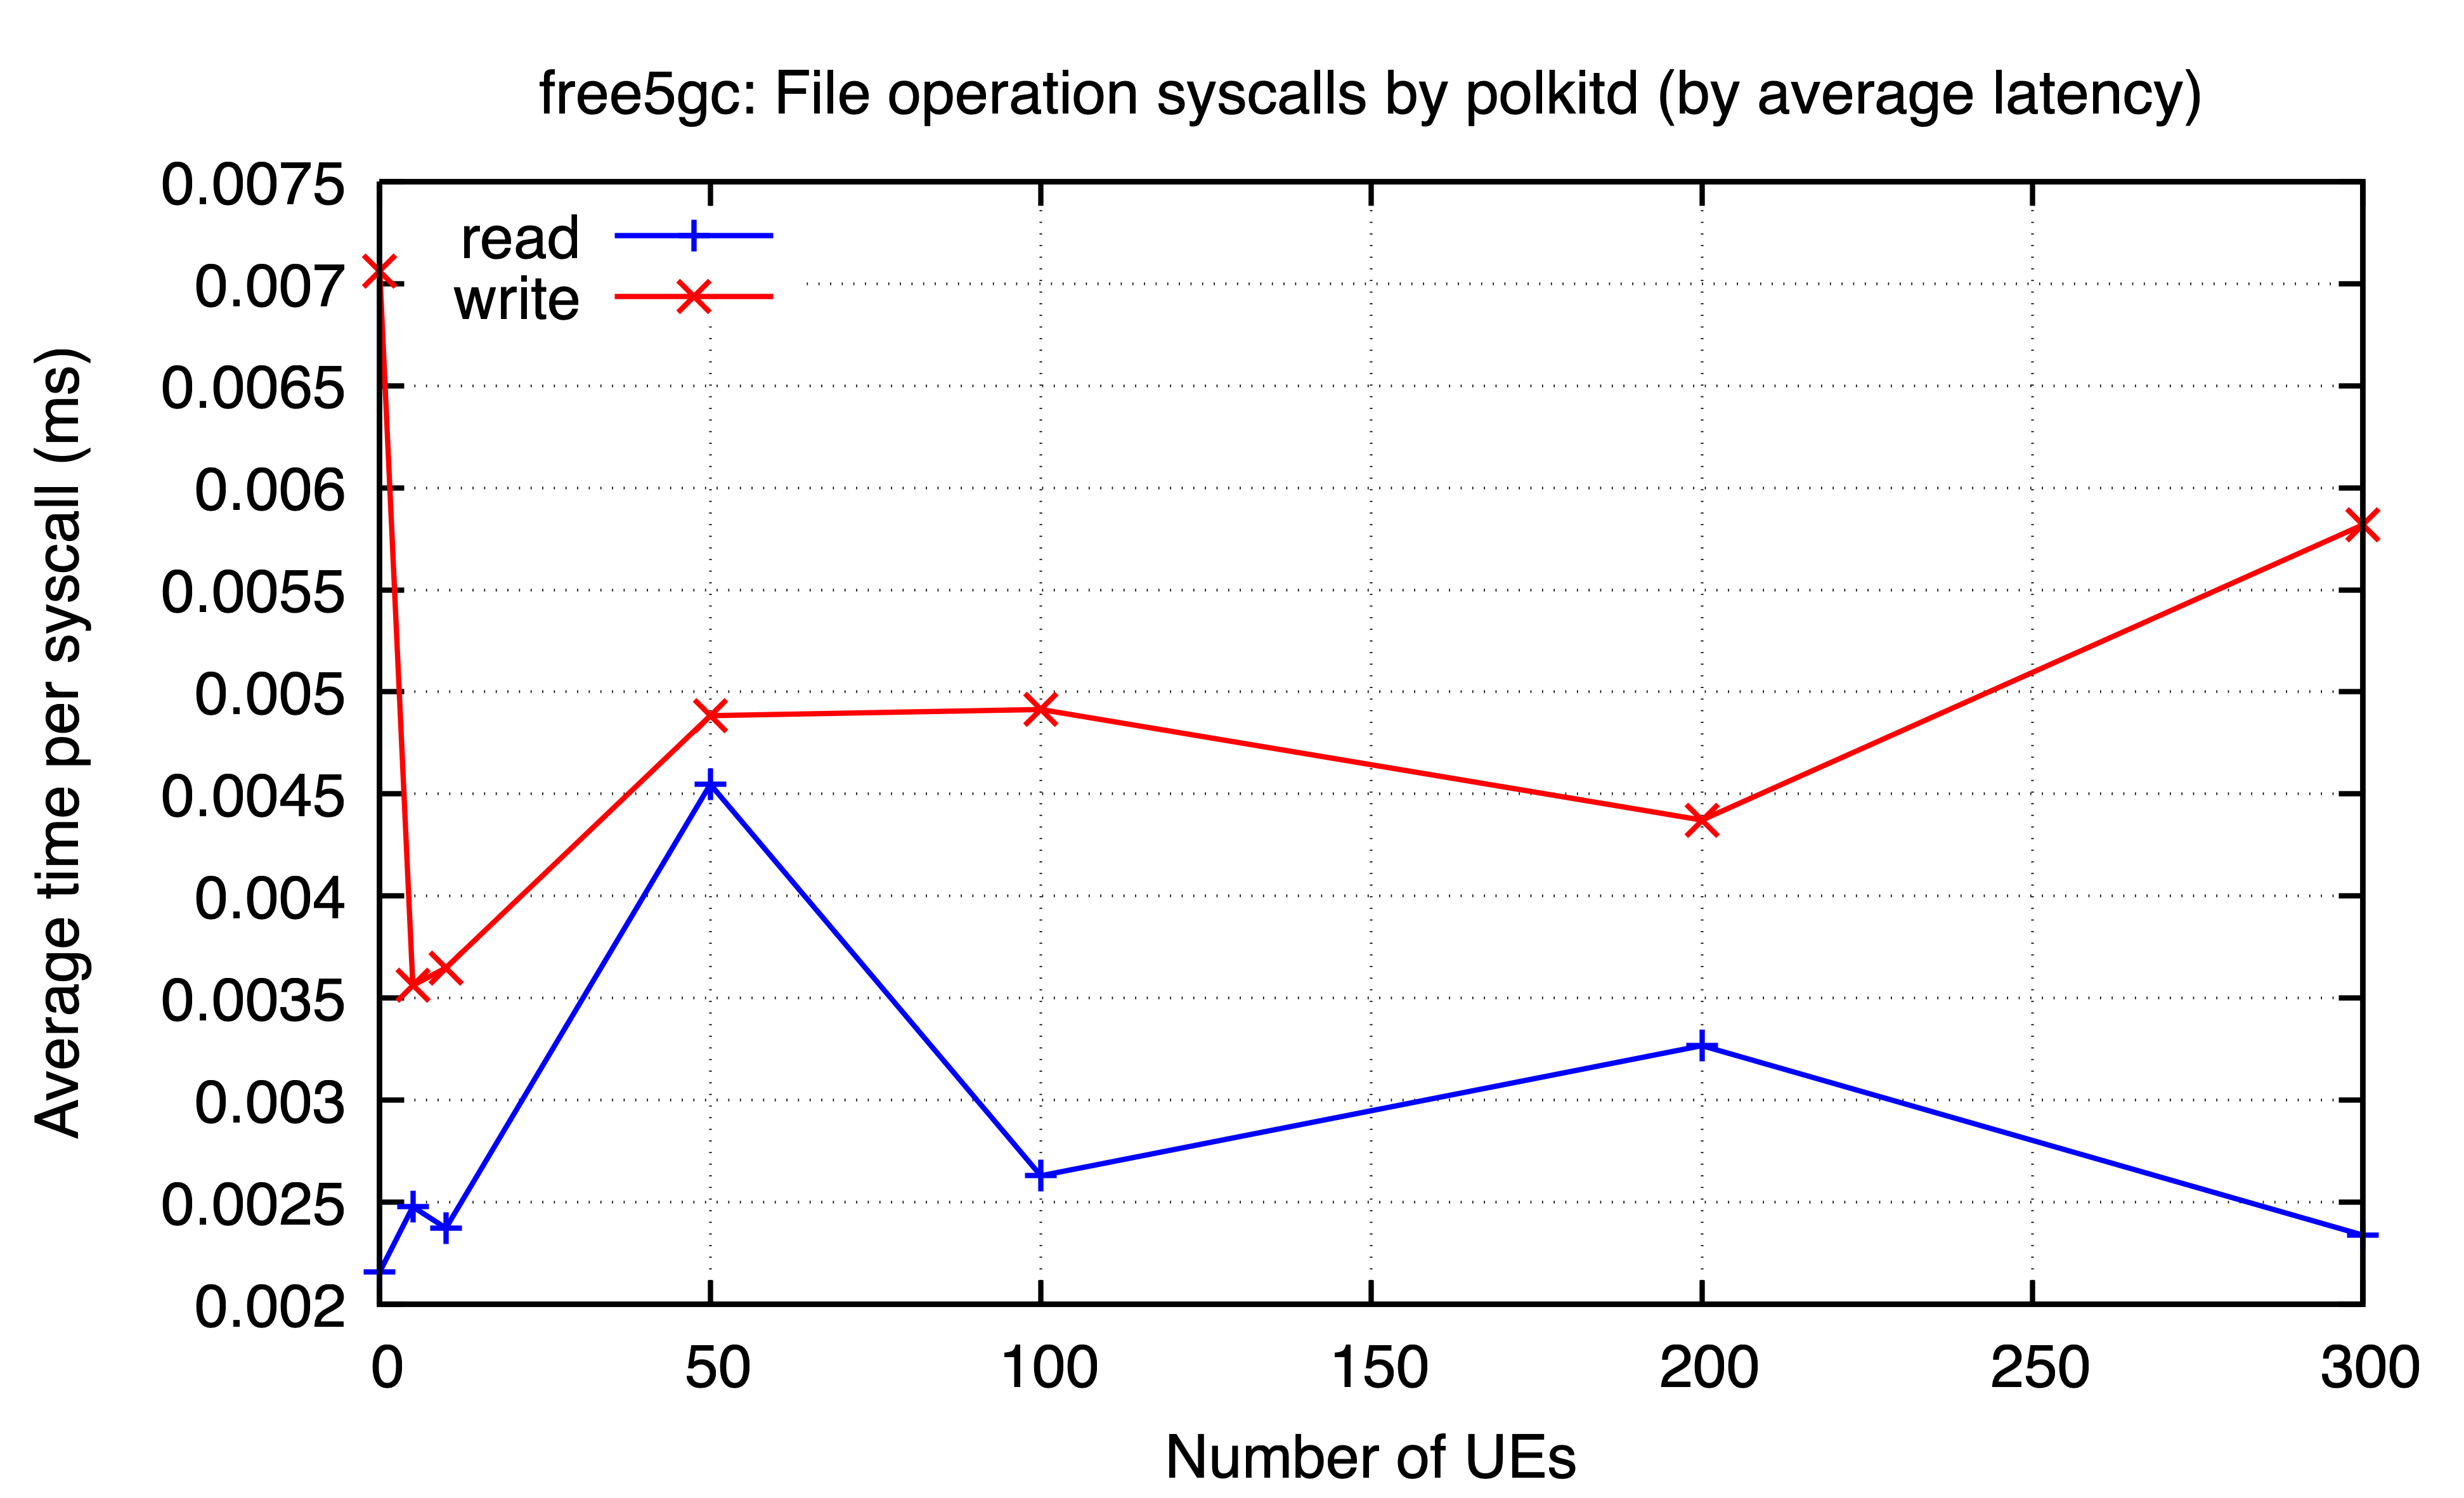 free5gc: File operation syscalls by polkitd (by average latency)
0.0075
0.007
0.0065
0.006
0.0055
0.005
0.0045
0.004
0.0035
0.003
0.0025
0.002
Average time per syscall (ms)
read
write
0 50 100 150 200 250 300
Number of UEs